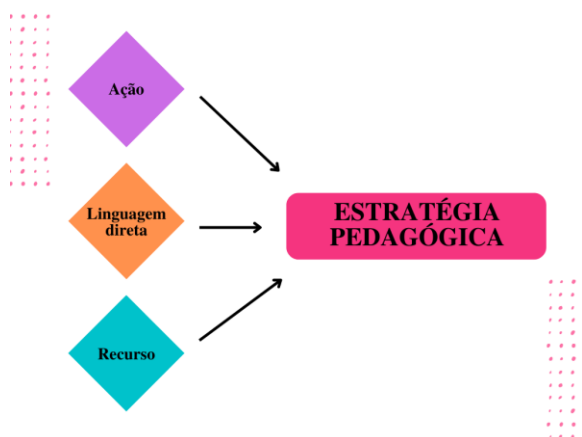 Ação
Linguagem
direta
Recurso
ESTRATÉGIA
PEDAGÓGICA